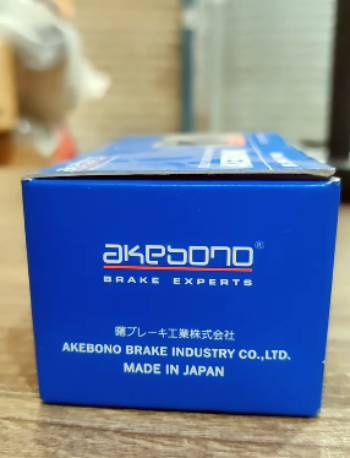 akebono®
BRAKE EXPERTS
曙ブレーキ工業株式会社
AKEBONO BRAKE INDUSTRY CO.,LTD.
MADE IN JAPAN